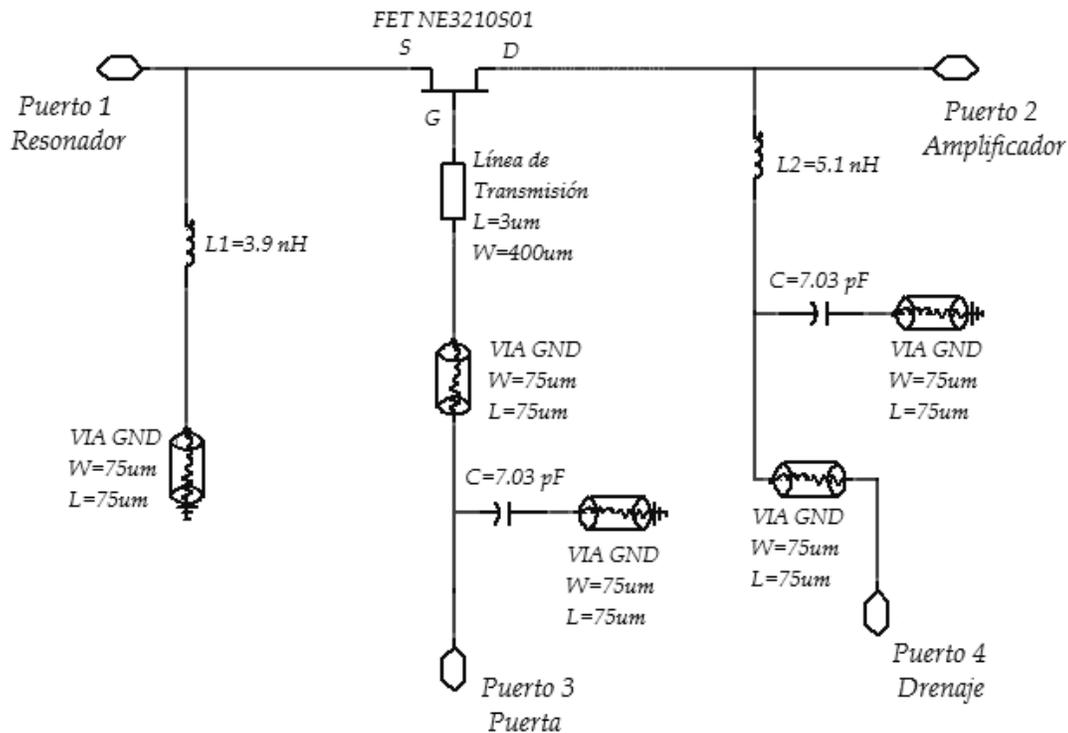 FET NE3210S01
S
D
G
Puerto 1
Resonador
Puerto 2
Amplificador
Línea de
Transmisión
L=3um
W=400um
L1=3.9 nH
L2=5.1 nH
C=7.03 pF
VIA GND
W=75um
L=75um
VIA GND
W=75um
L=75um
VIA GND
W=75um
L=75um
C=7.03 pF
VIA GND
W=75um
L=75um
VIA GND
W=75um
L=75um
Puerto 3
Puerta
Puerto 4
Drenaje